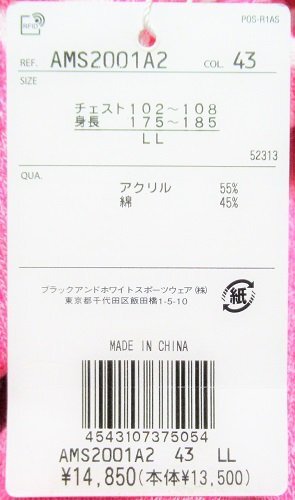 RFID
POS-R1AS
REF. AMS2001A2 COL. 43
SIZE
チェスト102～108
身長 175～185
LL
52313
QUA.
アクリル 55%
綿 45%
ブラックアンドホワイトスポーツウェア(株)
東京都千代田区飯田橋1-5-10
紙
MADE IN CHINA
4543107375054
AMS2001A2 43 LL
¥14,850(本体¥13,500)